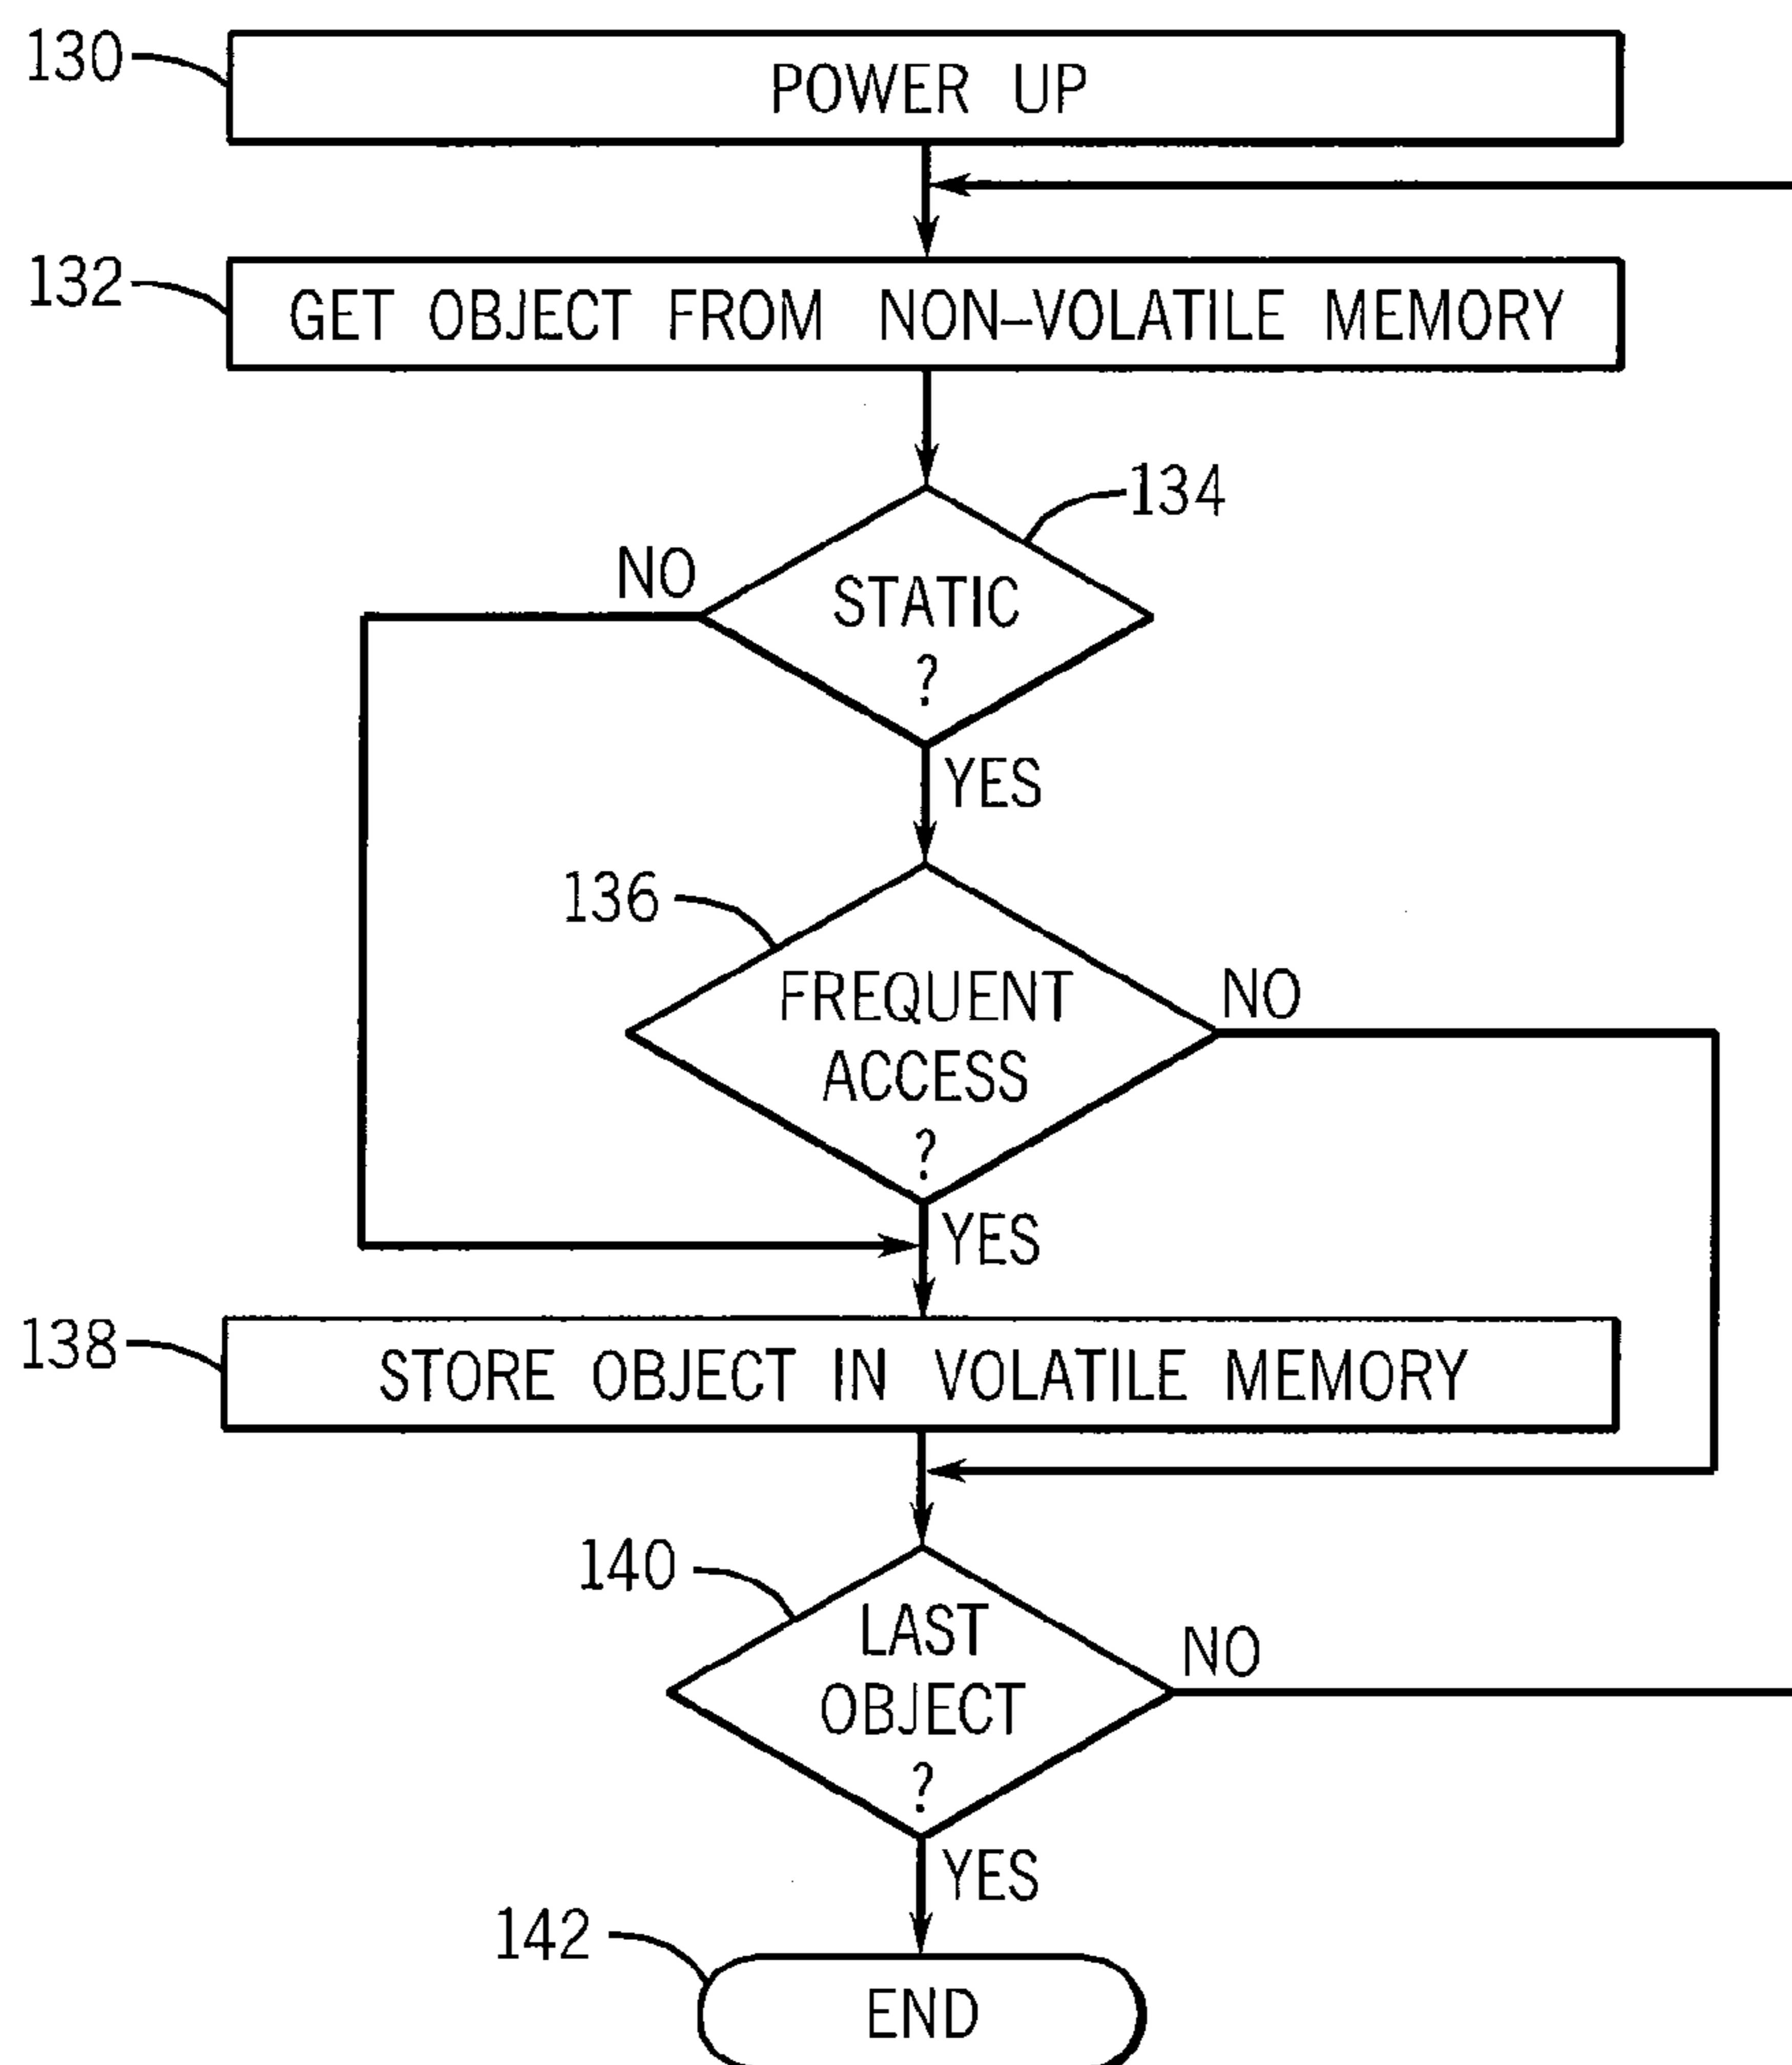 130
POWER UP
132
GET OBJECT FROM NON-VOLATILE MEMORY
134
NO
STATIC
?
YES
136
FREQUENT
ACCESS
?
NO
YES
138
STORE OBJECT IN VOLATILE MEMORY
140
LAST
OBJECT
?
NO
YES
142
END